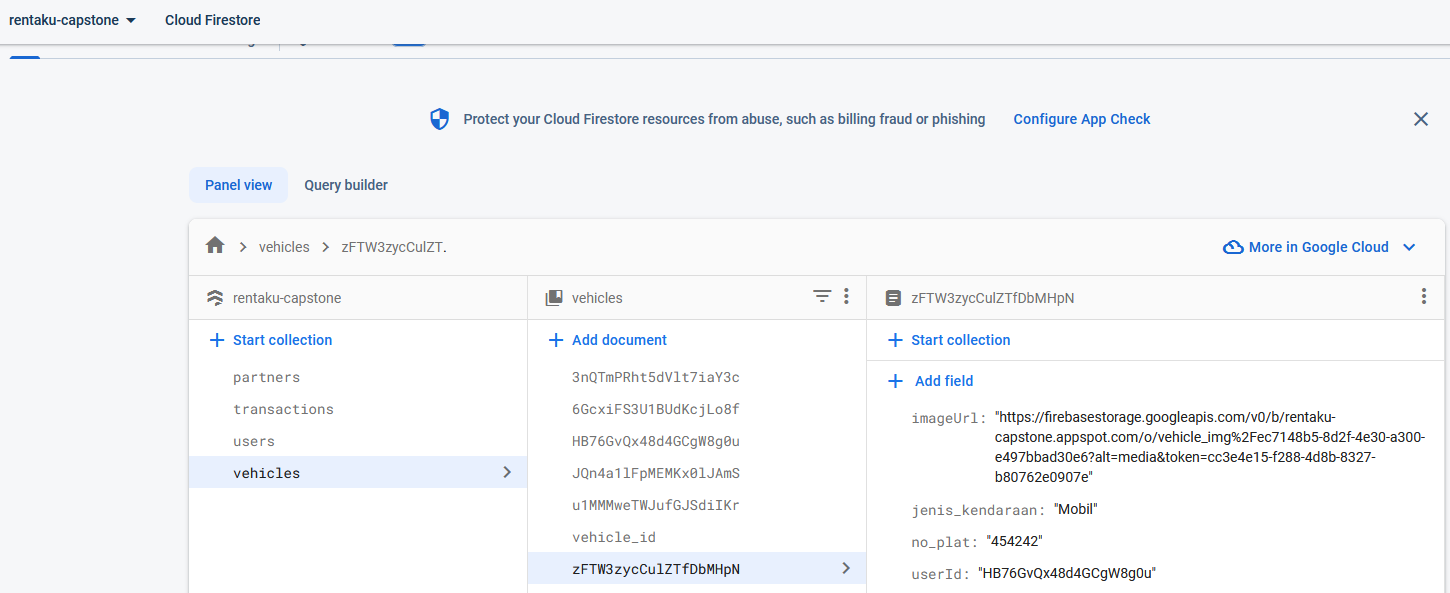 rentaku-capstone Cloud Firestore
Protect your Cloud Firestore resources from abuse, such as billing fraud or phishing Configure App Check
Panel view Query builder
vehicles zFTW3zycCulZT.
More in Google Cloud
rentaku-capstone
Start collection
partners
transactions
users
vehicles
vehicles
Add document
3nQTmPRht5dVlt7iaY3c
6GcxiFS3U1BUdKcjLo8f
HB76GvQx48d4GCgW8g0u
JQn4a1lFpMEMKx0lJAmS
u1MMMweTWJufGJSdiIKr
vehicle_id
zFTW3zycCulZTfDbMHpN
zFTW3zycCulZTfDbMHpN
Start collection
Add field
imageUrl: "https://firebasestorage.googleapis.com/v0/b/rentaku-
capstone.appspot.com/o/vehicle_img%2Fec7148b5-8d2f-4e30-a300-
e497bbad30e6?alt=media&token=cc3e4e15-f288-4d8b-8327-
b80762e0907e"
jenis_kendaraan: "Mobil"
no_plat: "454242"
userId: "HB76GvQx48d4GCgW8g0u"